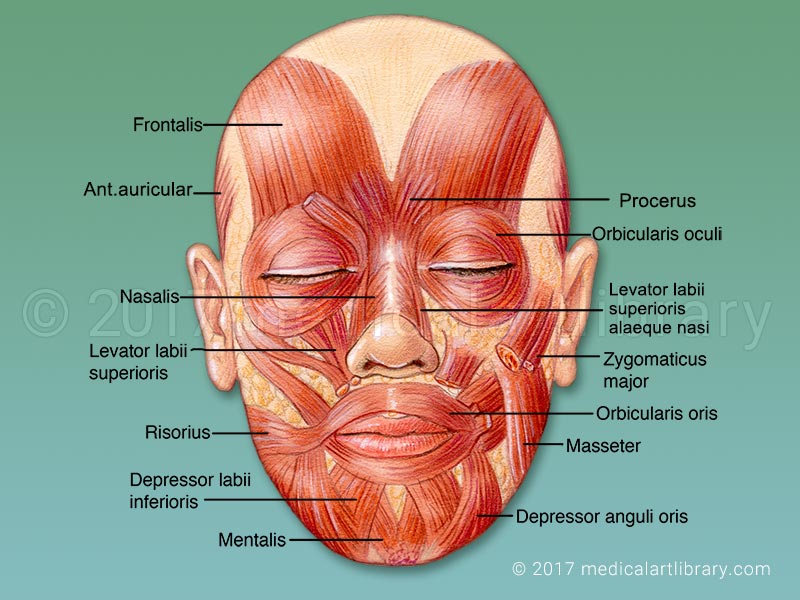 Frontalis
Ant.auricular
Procerus
Orbicularis oculi
Nasalis
Levator labii
superioris
alaeque nasi
Levator labii
superioris
Zygomaticus
major
Orbicularis oris
Risorius
Masseter
Depressor labii
inferioris
Depressor anguli oris
Mentalis
© 2017 medicalartlibrary.com